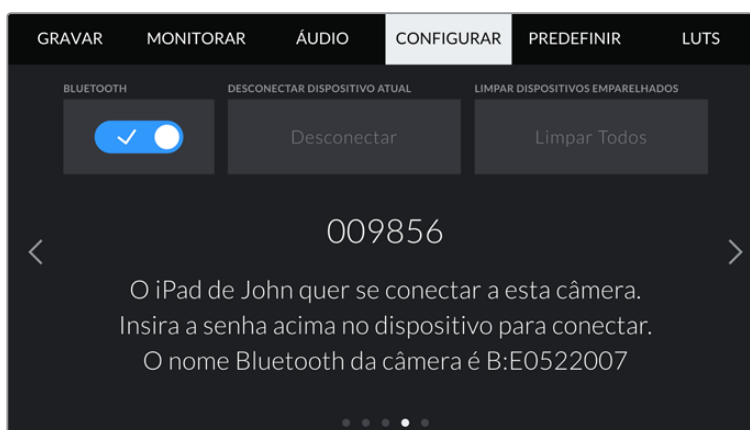 GRAVAR MONITORAR ÁUDIO CONFIGURAR PREDEFINIR LUTS
BLUETOOTH DESCONECTAR DISPOSITIVO ATUAL LIMPAR DISPOSITIVOS EMPARELHADOS
Desconectar Limpar Todos
009856
O iPad de John quer se conectar a esta câmera.
Insira a senha acima no dispositivo para conectar.
O nome Bluetooth da câmera é B:E0522007